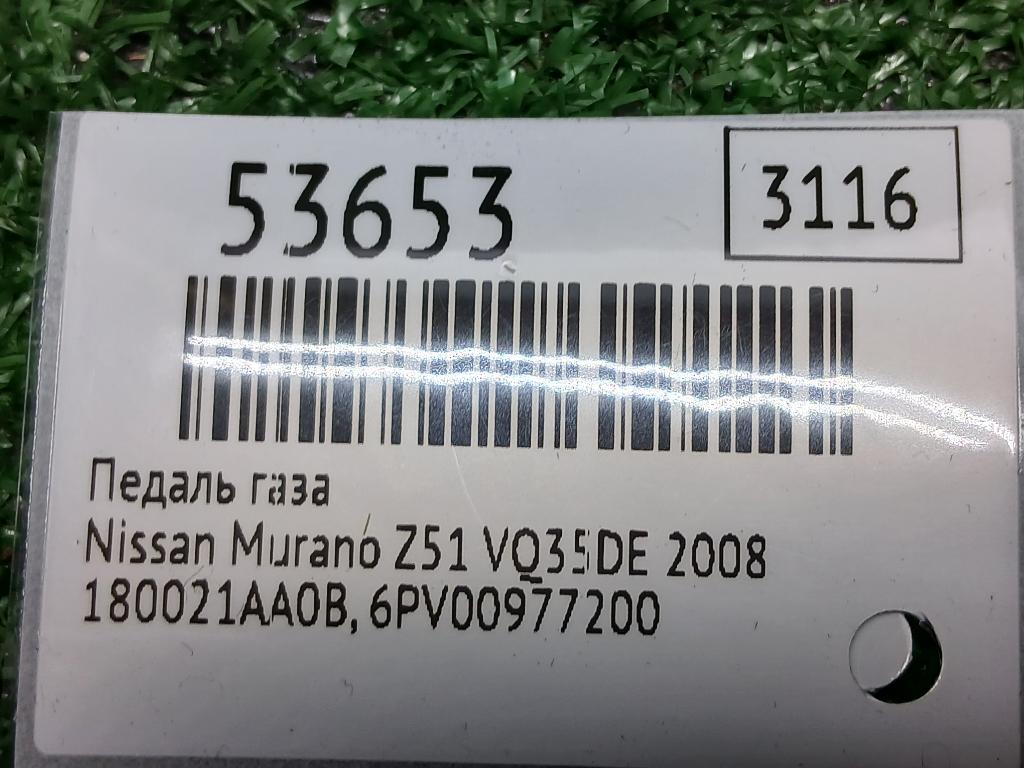 53653
3116
Педаль газа
Nissan Murano Z51 VQ35DE 2008
180021AA0B, 6PV00977200